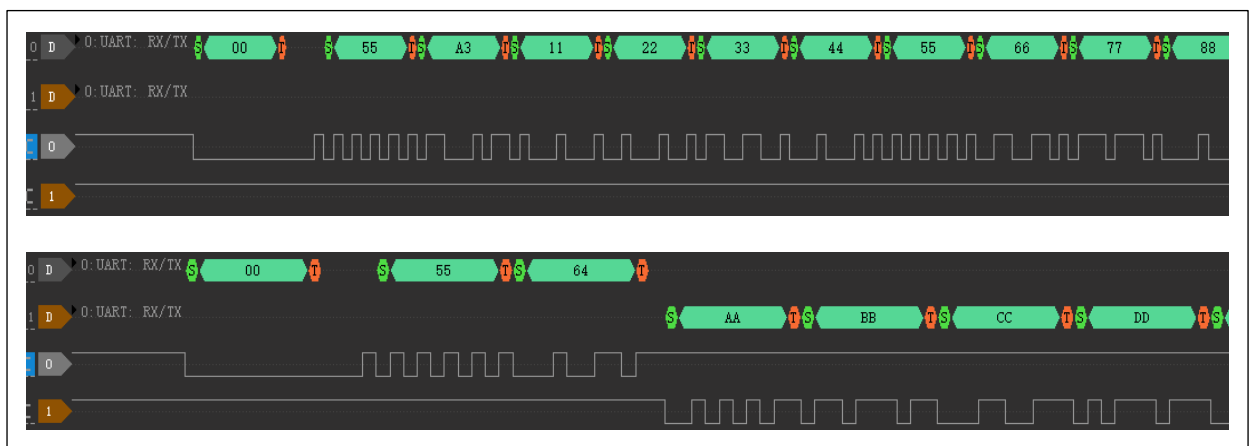 0 D 0:UART: RX/TX S 00 T S 55 T S A3 T S 11 T S 22 T S 33 T S 44 T S 55 T S 66 T S 77 T S 88
1 D 0:UART: RX/TX
0
1
0 D 0:UART: RX/TX S 00 T S 55 T S 64 T
1 D 0:UART: RX/TX S AA T S BB T S CC T S DD T S
0
1